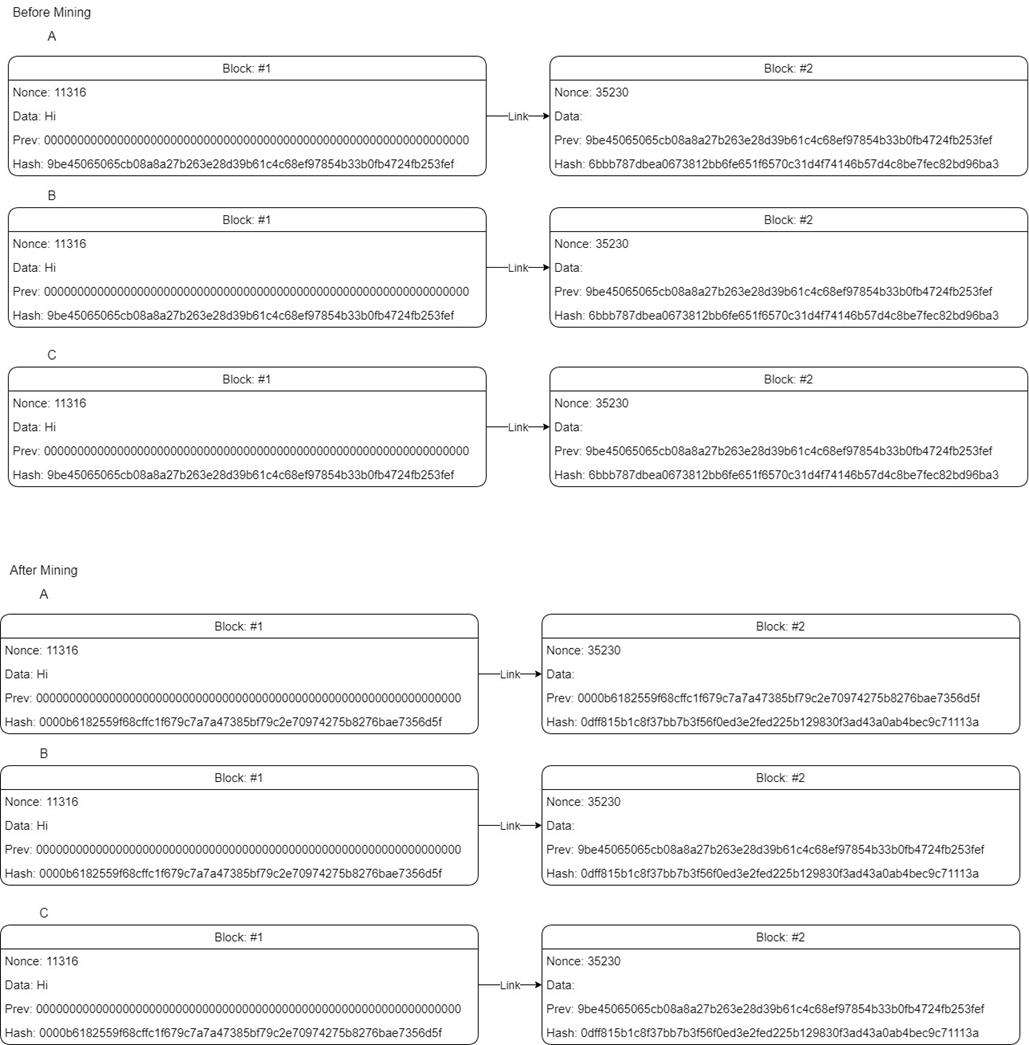 Before Mining
A
Block: #1
Nonce: 11316
Data: Hi
Prev: 0000000000000000000000000000000000000000000000000000000000000000
Hash: 9be45065065cb08a8a27b263e28d39b61c4c68ef97854b33b0fb4724fb253fef
Link
Block: #2
Nonce: 35230
Data:
Prev: 9be45065065cb08a8a27b263e28d39b61c4c68ef97854b33b0fb4724fb253fef
Hash: 6bbb787dbea0673812bb6fe651f6570c31d4f74146b57d4c8be7fec82bd96ba3
B
Block: #1
Nonce: 11316
Data: Hi
Prev: 0000000000000000000000000000000000000000000000000000000000000000
Hash: 9be45065065cb08a8a27b263e28d39b61c4c68ef97854b33b0fb4724fb253fef
Link
Block: #2
Nonce: 35230
Data:
Prev: 9be45065065cb08a8a27b263e28d39b61c4c68ef97854b33b0fb4724fb253fef
Hash: 6bbb787dbea0673812bb6fe651f6570c31d4f74146b57d4c8be7fec82bd96ba3
C
Block: #1
Nonce: 11316
Data: Hi
Prev: 0000000000000000000000000000000000000000000000000000000000000000
Hash: 9be45065065cb08a8a27b263e28d39b61c4c68ef97854b33b0fb4724fb253fef
Link
Block: #2
Nonce: 35230
Data:
Prev: 9be45065065cb08a8a27b263e28d39b61c4c68ef97854b33b0fb4724fb253fef
Hash: 6bbb787dbea0673812bb6fe651f6570c31d4f74146b57d4c8be7fec82bd96ba3
After Mining
A
Block: #1
Nonce: 11316
Data: Hi
Prev: 0000000000000000000000000000000000000000000000000000000000000000
Hash: 0000b6182559f68cffc1f679c7a7a47385bf79c2e70974275b8276bae7356d5f
Link
Block: #2
Nonce: 35230
Data:
Prev: 0000b6182559f68cffc1f679c7a7a47385bf79c2e70974275b8276bae7356d5f
Hash: 0dff815b1c8f37bb7b3f56f0ed3e2fed225b129830f3ad43a0ab4bec9c71113a
B
Block: #1
Nonce: 11316
Data: Hi
Prev: 0000000000000000000000000000000000000000000000000000000000000000
Hash: 0000b6182559f68cffc1f679c7a7a47385bf79c2e70974275b8276bae7356d5f
Link
Block: #2
Nonce: 35230
Data:
Prev: 9be45065065cb08a8a27b263e28d39b61c4c68ef97854b33b0fb4724fb253fef
Hash: 0dff815b1c8f37bb7b3f56f0ed3e2fed225b129830f3ad43a0ab4bec9c71113a
C
Block: #1
Nonce: 11316
Data: Hi
Prev: 0000000000000000000000000000000000000000000000000000000000000000
Hash: 0000b6182559f68cffc1f679c7a7a47385bf79c2e70974275b8276bae7356d5f
Link
Block: #2
Nonce: 35230
Data:
Prev: 9be45065065cb08a8a27b263e28d39b61c4c68ef97854b33b0fb4724fb253fef
Hash: 0dff815b1c8f37bb7b3f56f0ed3e2fed225b129830f3ad43a0ab4bec9c71113a